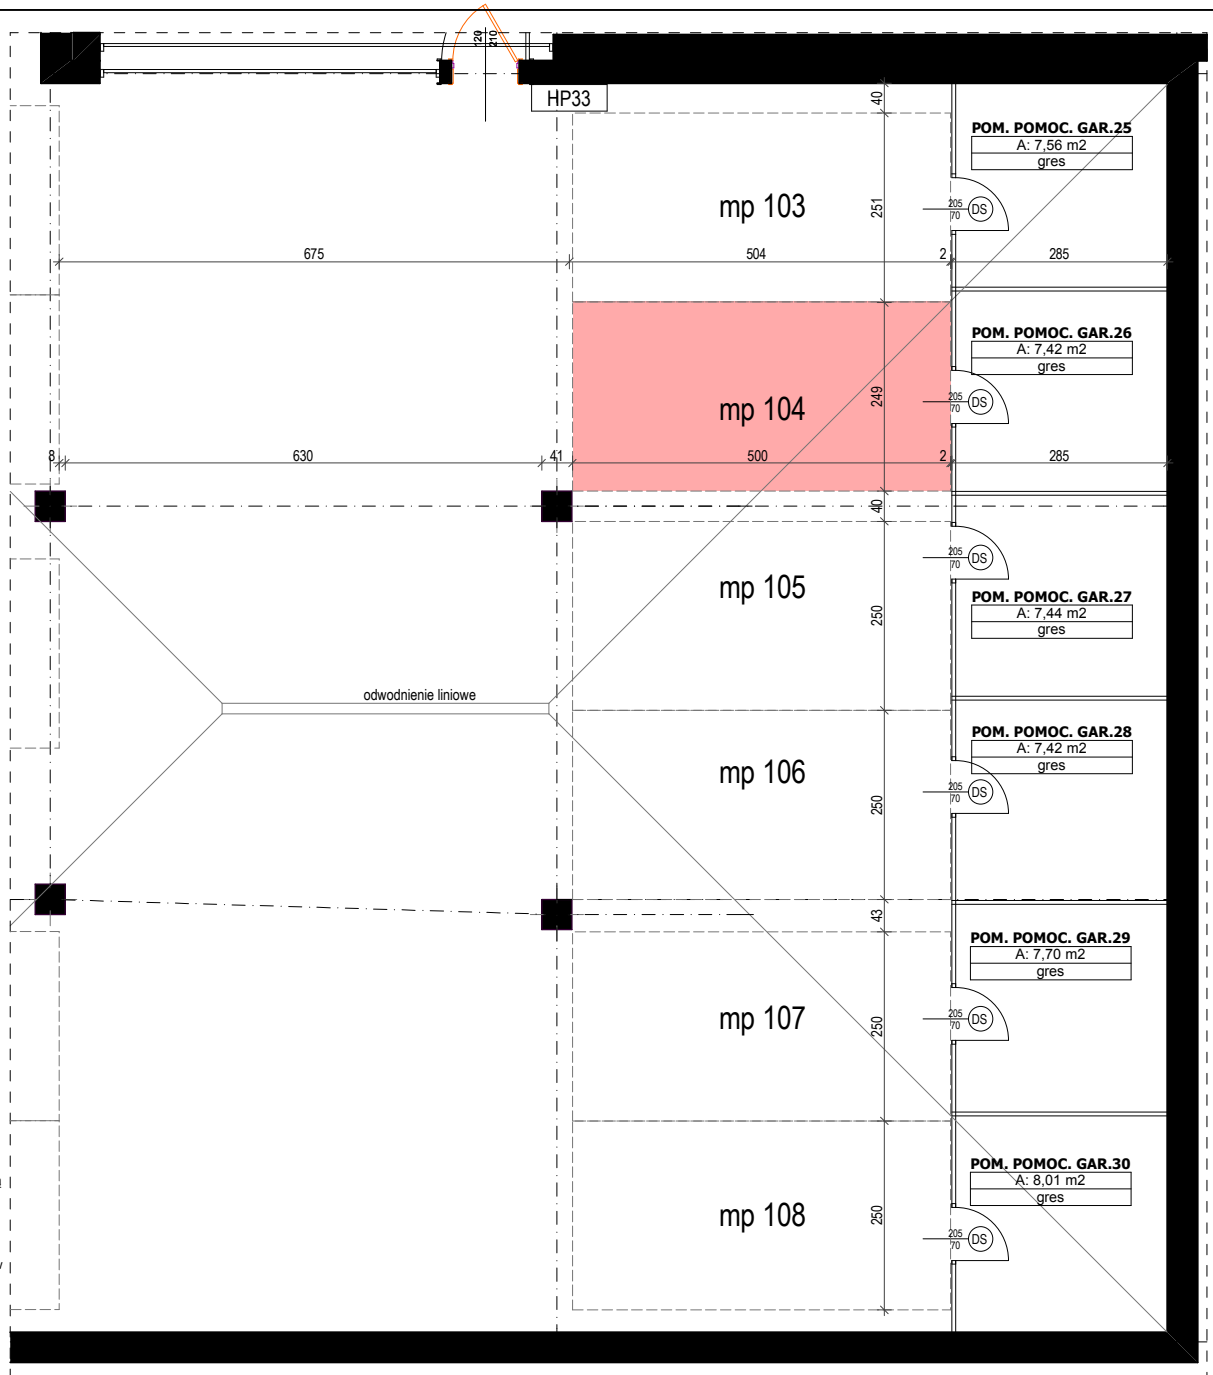 120
210
HP33
40
POM. POMOC. GAR.25
A: 7,56 m2
gres
mp 103
251
205
70
DS
675
504
2
285
POM. POMOC. GAR.26
A: 7,42 m2
gres
mp 104
249
205
70
DS
8
630
41
500
2
285
40
205
70
DS
mp 105
250
POM. POMOC. GAR.27
A: 7,44 m2
gres
odwodnienie liniowe
POM. POMOC. GAR.28
A: 7,42 m2
gres
mp 106
250
205
70
DS
43
POM. POMOC. GAR.29
A: 7,70 m2
gres
mp 107
250
205
70
DS
POM. POMOC. GAR.30
A: 8,01 m2
gres
mp 108
250
205
70
DS